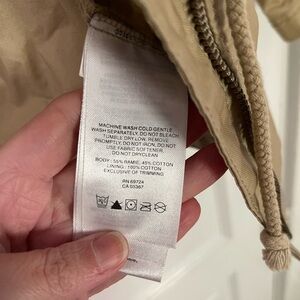 MACHINE WASH COLD GENTLE
WASH SEPARATELY. DO NOT BLEACH
TUMBLE DRY LOW. REMOVE
PROMPTLY. DO NOT IRON. DO NOT
USE FABRIC SOFTENER.
DO NOT DRYCLEAN
BODY : 55% RAMIE, 45% COTTON
LINING : 100% COTTON
EXCLUSIVE OF TRIMMING
RN 69724
CA 03367